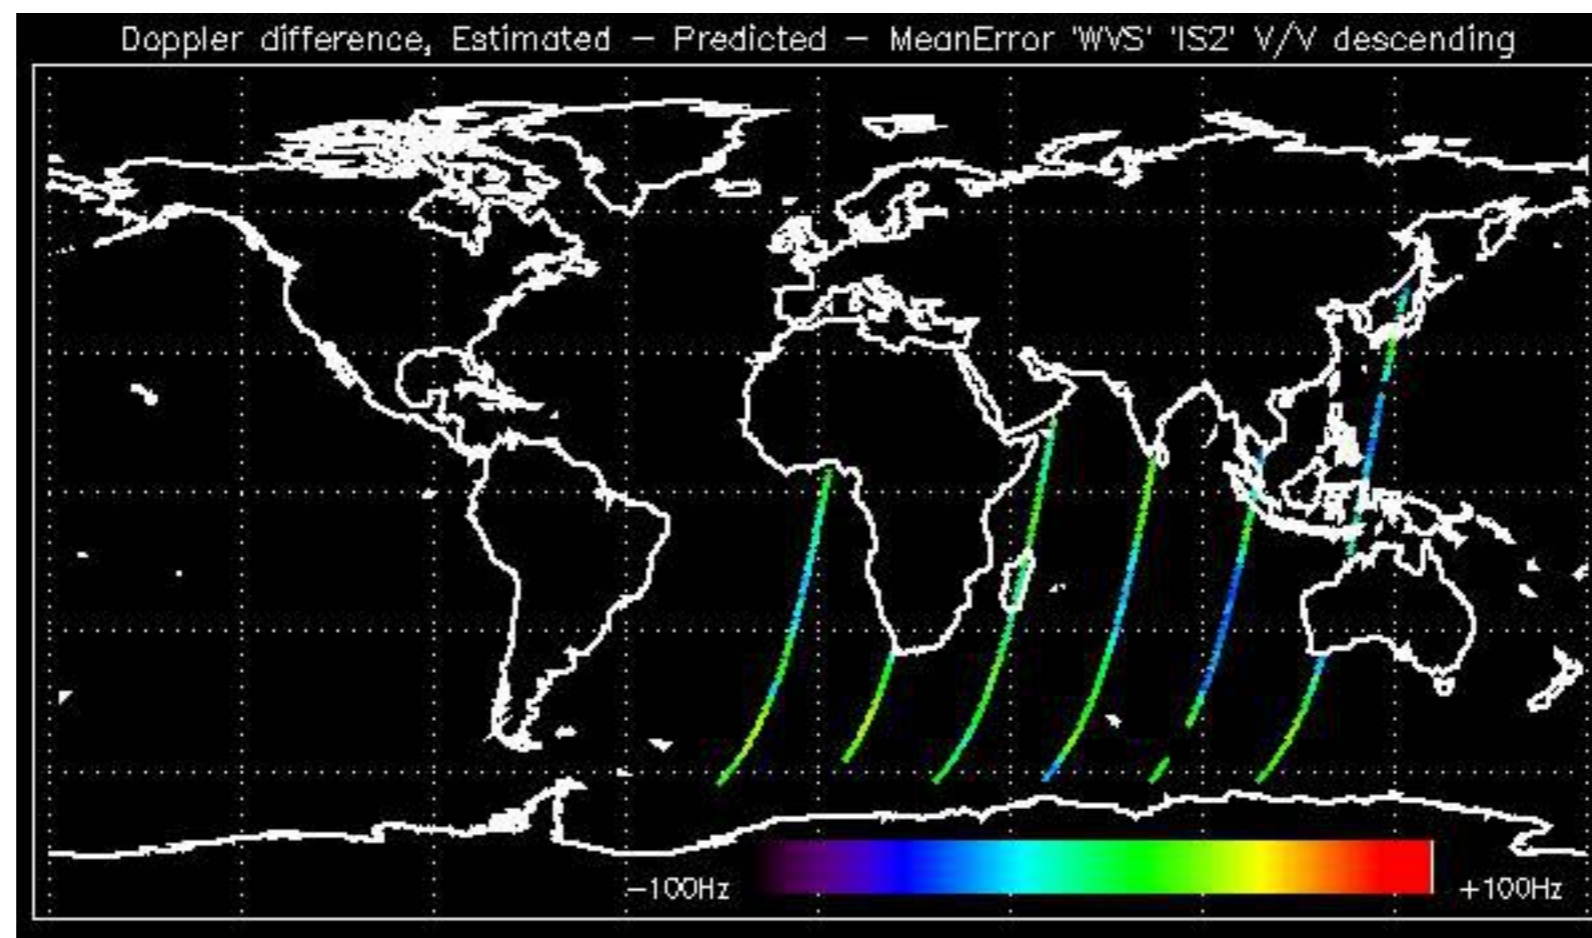 Doppler difference, Estimated – Predicted – MeanError 'WVS' 'IS2' V/V descending
–100Hz
+100Hz